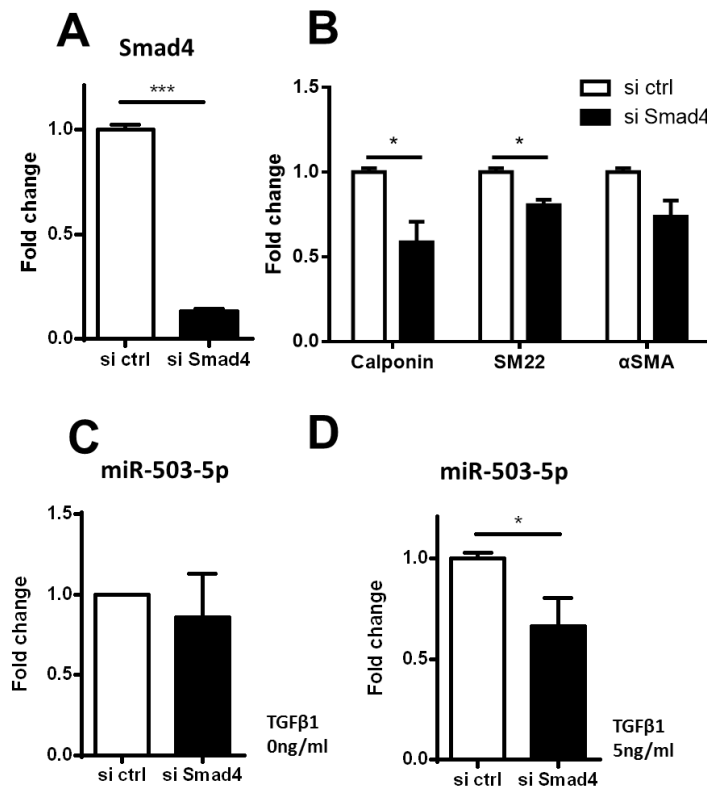 A
Smad4
***
1.0
0.5
0.0
Fold change
si ctrl
si Smad4
B
si ctrl
si Smad4
1.5
1.0
0.5
0.0
Fold change
*
*
Calponin
SM22
αSMA
C
miR-503-5p
1.5
1.0
0.5
0.0
Fold change
si ctrl
si Smad4
TGFβ1
0ng/ml
D
miR-503-5p
*
1.0
0.5
0.0
Fold change
si ctrl
si Smad4
TGFβ1
5ng/ml